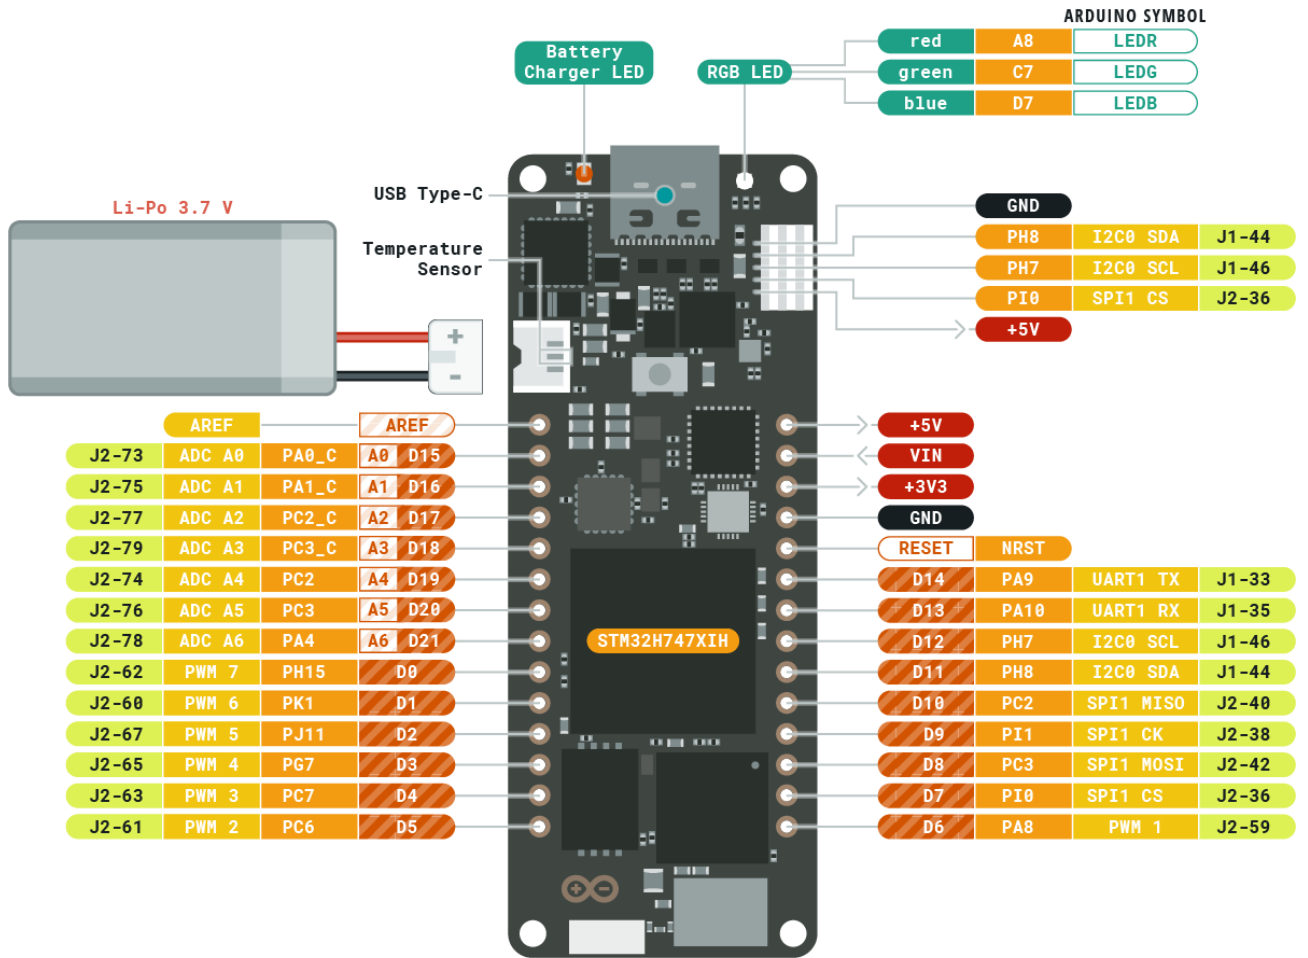 ARDUINO SYMBOL
Battery
Charger LED
RGB LED
red A8 LEDR
green C7 LEDG
blue D7 LEDB
USB Type-C
Li-Po 3.7 V
Temperature
Sensor
GND
PH8 I2C0 SDA J1-44
PH7 I2C0 SCL J1-46
PI0 SPI1 CS J2-36
+5V
+
-
AREF AREF
J2-73 ADC A0 PA0_C A0 D15
J2-75 ADC A1 PA1_C A1 D16
J2-77 ADC A2 PC2_C A2 D17
J2-79 ADC A3 PC3_C A3 D18
J2-74 ADC A4 PC2 A4 D19
J2-76 ADC A5 PC3 A5 D20
J2-78 ADC A6 PA4 A6 D21
J2-62 PWM 7 PH15 D0
J2-60 PWM 6 PK1 D1
J2-67 PWM 5 PJ11 D2
J2-65 PWM 4 PG7 D3
J2-63 PWM 3 PC7 D4
J2-61 PWM 2 PC6 D5
STM32H747XIH
+5V
VIN
+3V3
GND
RESET NRST
D14 PA9 UART1 TX J1-33
D13 PA10 UART1 RX J1-35
D12 PH7 I2C0 SCL J1-46
D11 PH8 I2C0 SDA J1-44
D10 PC2 SPI1 MISO J2-40
D9 PI1 SPI1 CK J2-38
D8 PC3 SPI1 MOSI J2-42
D7 PI0 SPI1 CS J2-36
D6 PA8 PWM 1 J2-59